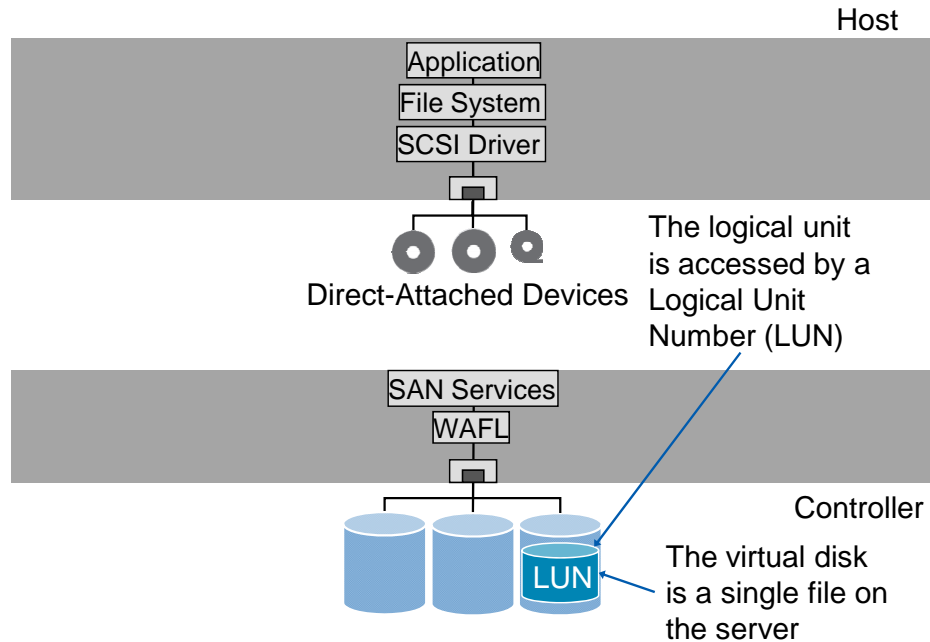 Host
Application
File System
SCSI Driver
Direct-Attached Devices
The logical unit
is accessed by a
Logical Unit
Number (LUN)
SAN Services
WAFL
Controller
LUN
The virtual disk
is a single file on
the server